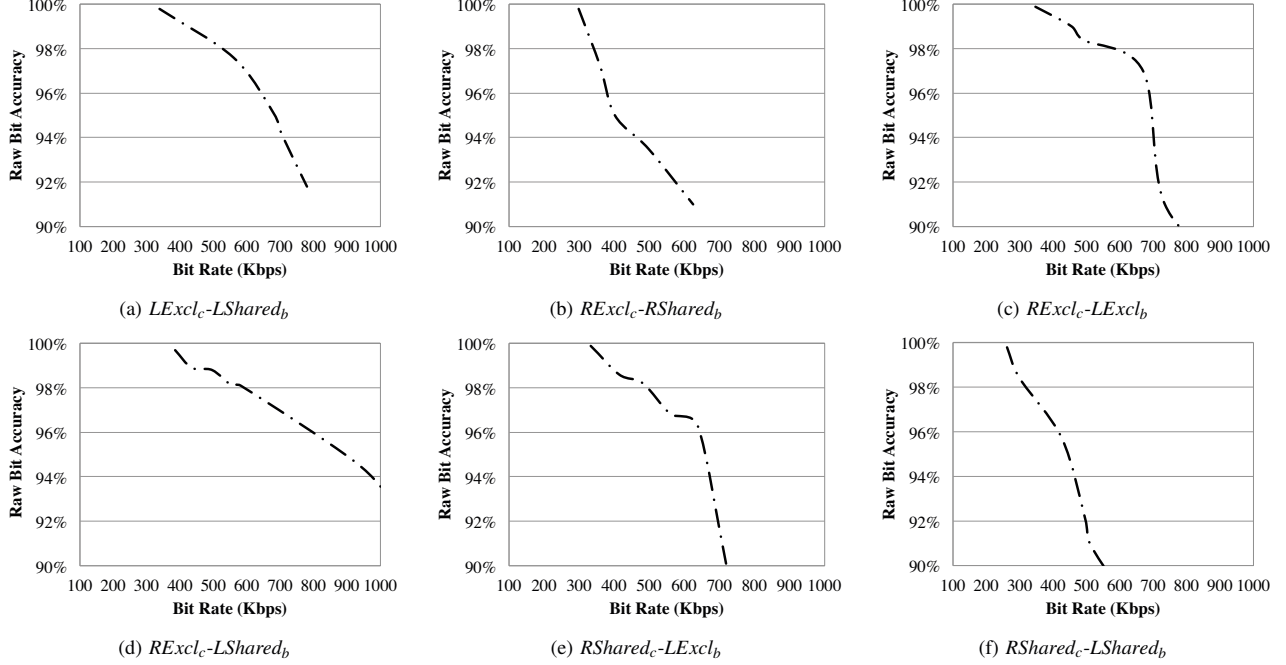 100%
98%
96%
94%
92%
90%
Raw Bit Accuracy
100 200 300 400 500 600 700 800 900 1000
Bit Rate (Kbps)
(a) LExclc-LSharedb
100%
98%
96%
94%
92%
90%
Raw Bit Accuracy
100 200 300 400 500 600 700 800 900 1000
Bit Rate (Kbps)
(b) RExclc-RSharedb
100%
98%
96%
94%
92%
90%
Raw Bit Accuracy
100 200 300 400 500 600 700 800 900 1000
Bit Rate (Kbps)
(c) RExclc-LExclb
100%
98%
96%
94%
92%
90%
Raw Bit Accuracy
100 200 300 400 500 600 700 800 900 1000
Bit Rate (Kbps)
(d) RExclc-LSharedb
100%
98%
96%
94%
92%
90%
Raw Bit Accuracy
100 200 300 400 500 600 700 800 900 1000
Bit Rate (Kbps)
(e) RSharedc-LExclb
100%
98%
96%
94%
92%
90%
Raw Bit Accuracy
100 200 300 400 500 600 700 800 900 1000
Bit Rate (Kbps)
(f) RSharedc-LSharedb